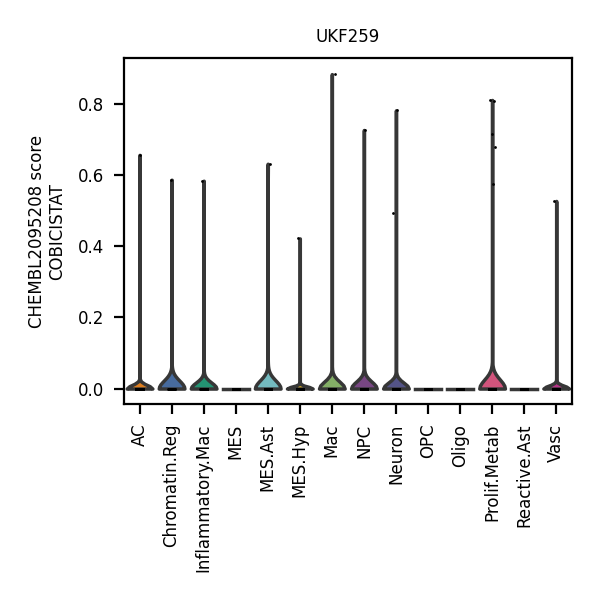 UKF259
CHEMBL2095208 score
COBICISTAT
0.8
0.6
0.4
0.2
0.0
AC
Chromatin.Reg
Inflammatory.Mac
MES
MES.Ast
MES.Hyp
Mac
NPC
Neuron
OPC
Oligo
Prolif.Metab
Reactive.Ast
Vasc